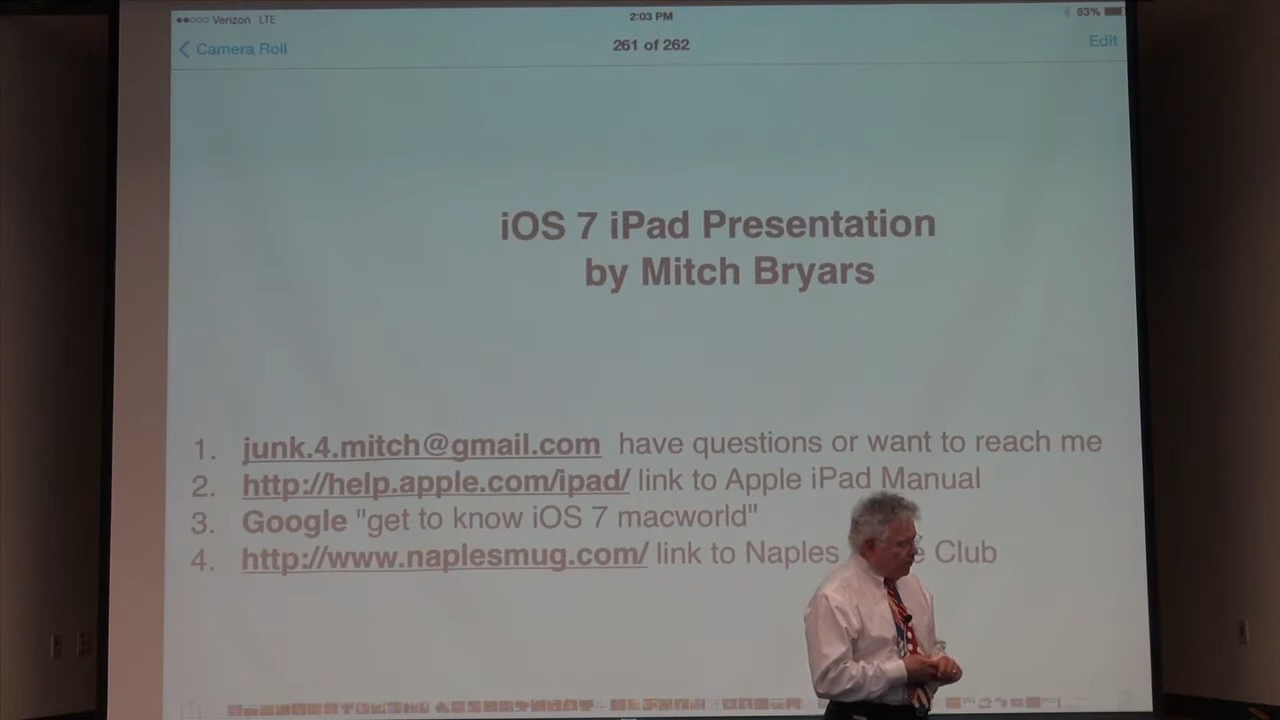 Verizon LTE
2:03 PM
83%
Camera Roll
261 of 262
Edit
iOS 7 iPad Presentation
by Mitch Bryars
1. junk.4.mitch@gmail.com have questions or want to reach me
2. http://help.apple.com/ipad/ link to Apple iPad Manual
3. Google "get to know iOS 7 macworld"
4. http://www.naplesmug.com/ link to Naples Club